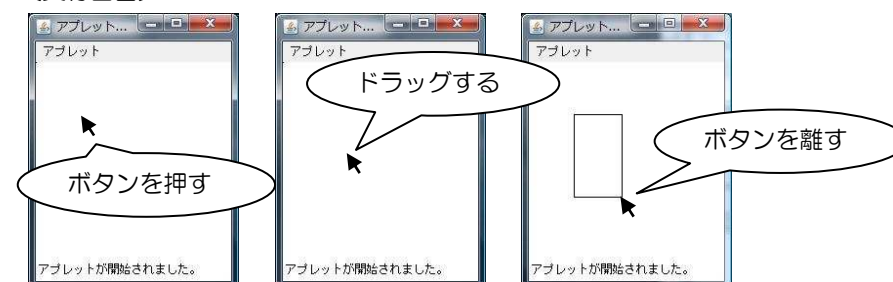 アプレット...
アプレット
ボタンを押す
アプレットが開始されました。
アプレット...
アプレット
ドラッグする
アプレットが開始されました。
アプレット...
アプレット
ボタンを離す
アプレットが開始されました。